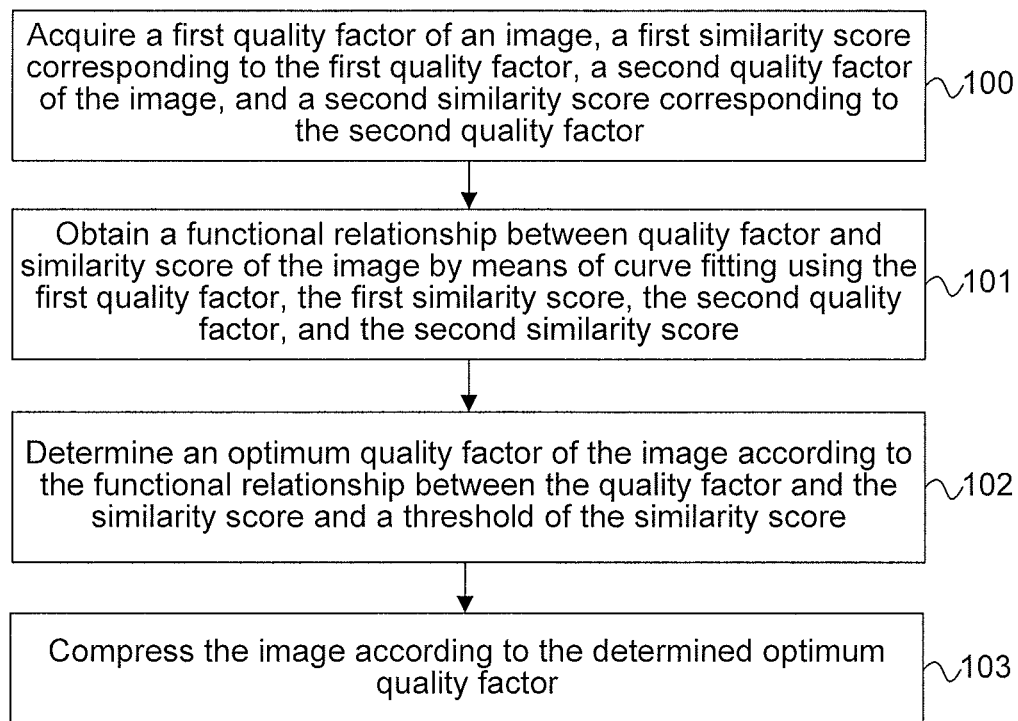 Acquire a first quality factor of an image, a first similarity score
corresponding to the first quality factor, a second quality factor
of the image, and a second similarity score corresponding to
the second quality factor
100
Obtain a functional relationship between quality factor and
similarity score of the image by means of curve fitting using the
first quality factor, the first similarity score, the second quality
factor, and the second similarity score
101
Determine an optimum quality factor of the image according to
the functional relationship between the quality factor and the
similarity score and a threshold of the similarity score
102
Compress the image according to the determined optimum
quality factor
103